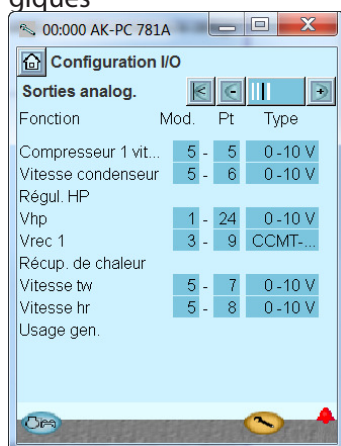 giques
00:000 AK-PC 781A
Configuration I/O
Sorties analog.
Fonction Mod. Pt Type
Compresseur 1 vit... 5 - 5 0 -10 V
Vitesse condenseur 5 - 6 0 -10 V
Régul. HP
Vhp 1 - 24 0 -10 V
Vrec 1 3 - 9 CCMT-...
Récup. de chaleur
Vitesse tw 5 - 7 0 -10 V
Vitesse hr 5 - 8 0 -10 V
Usage gen.